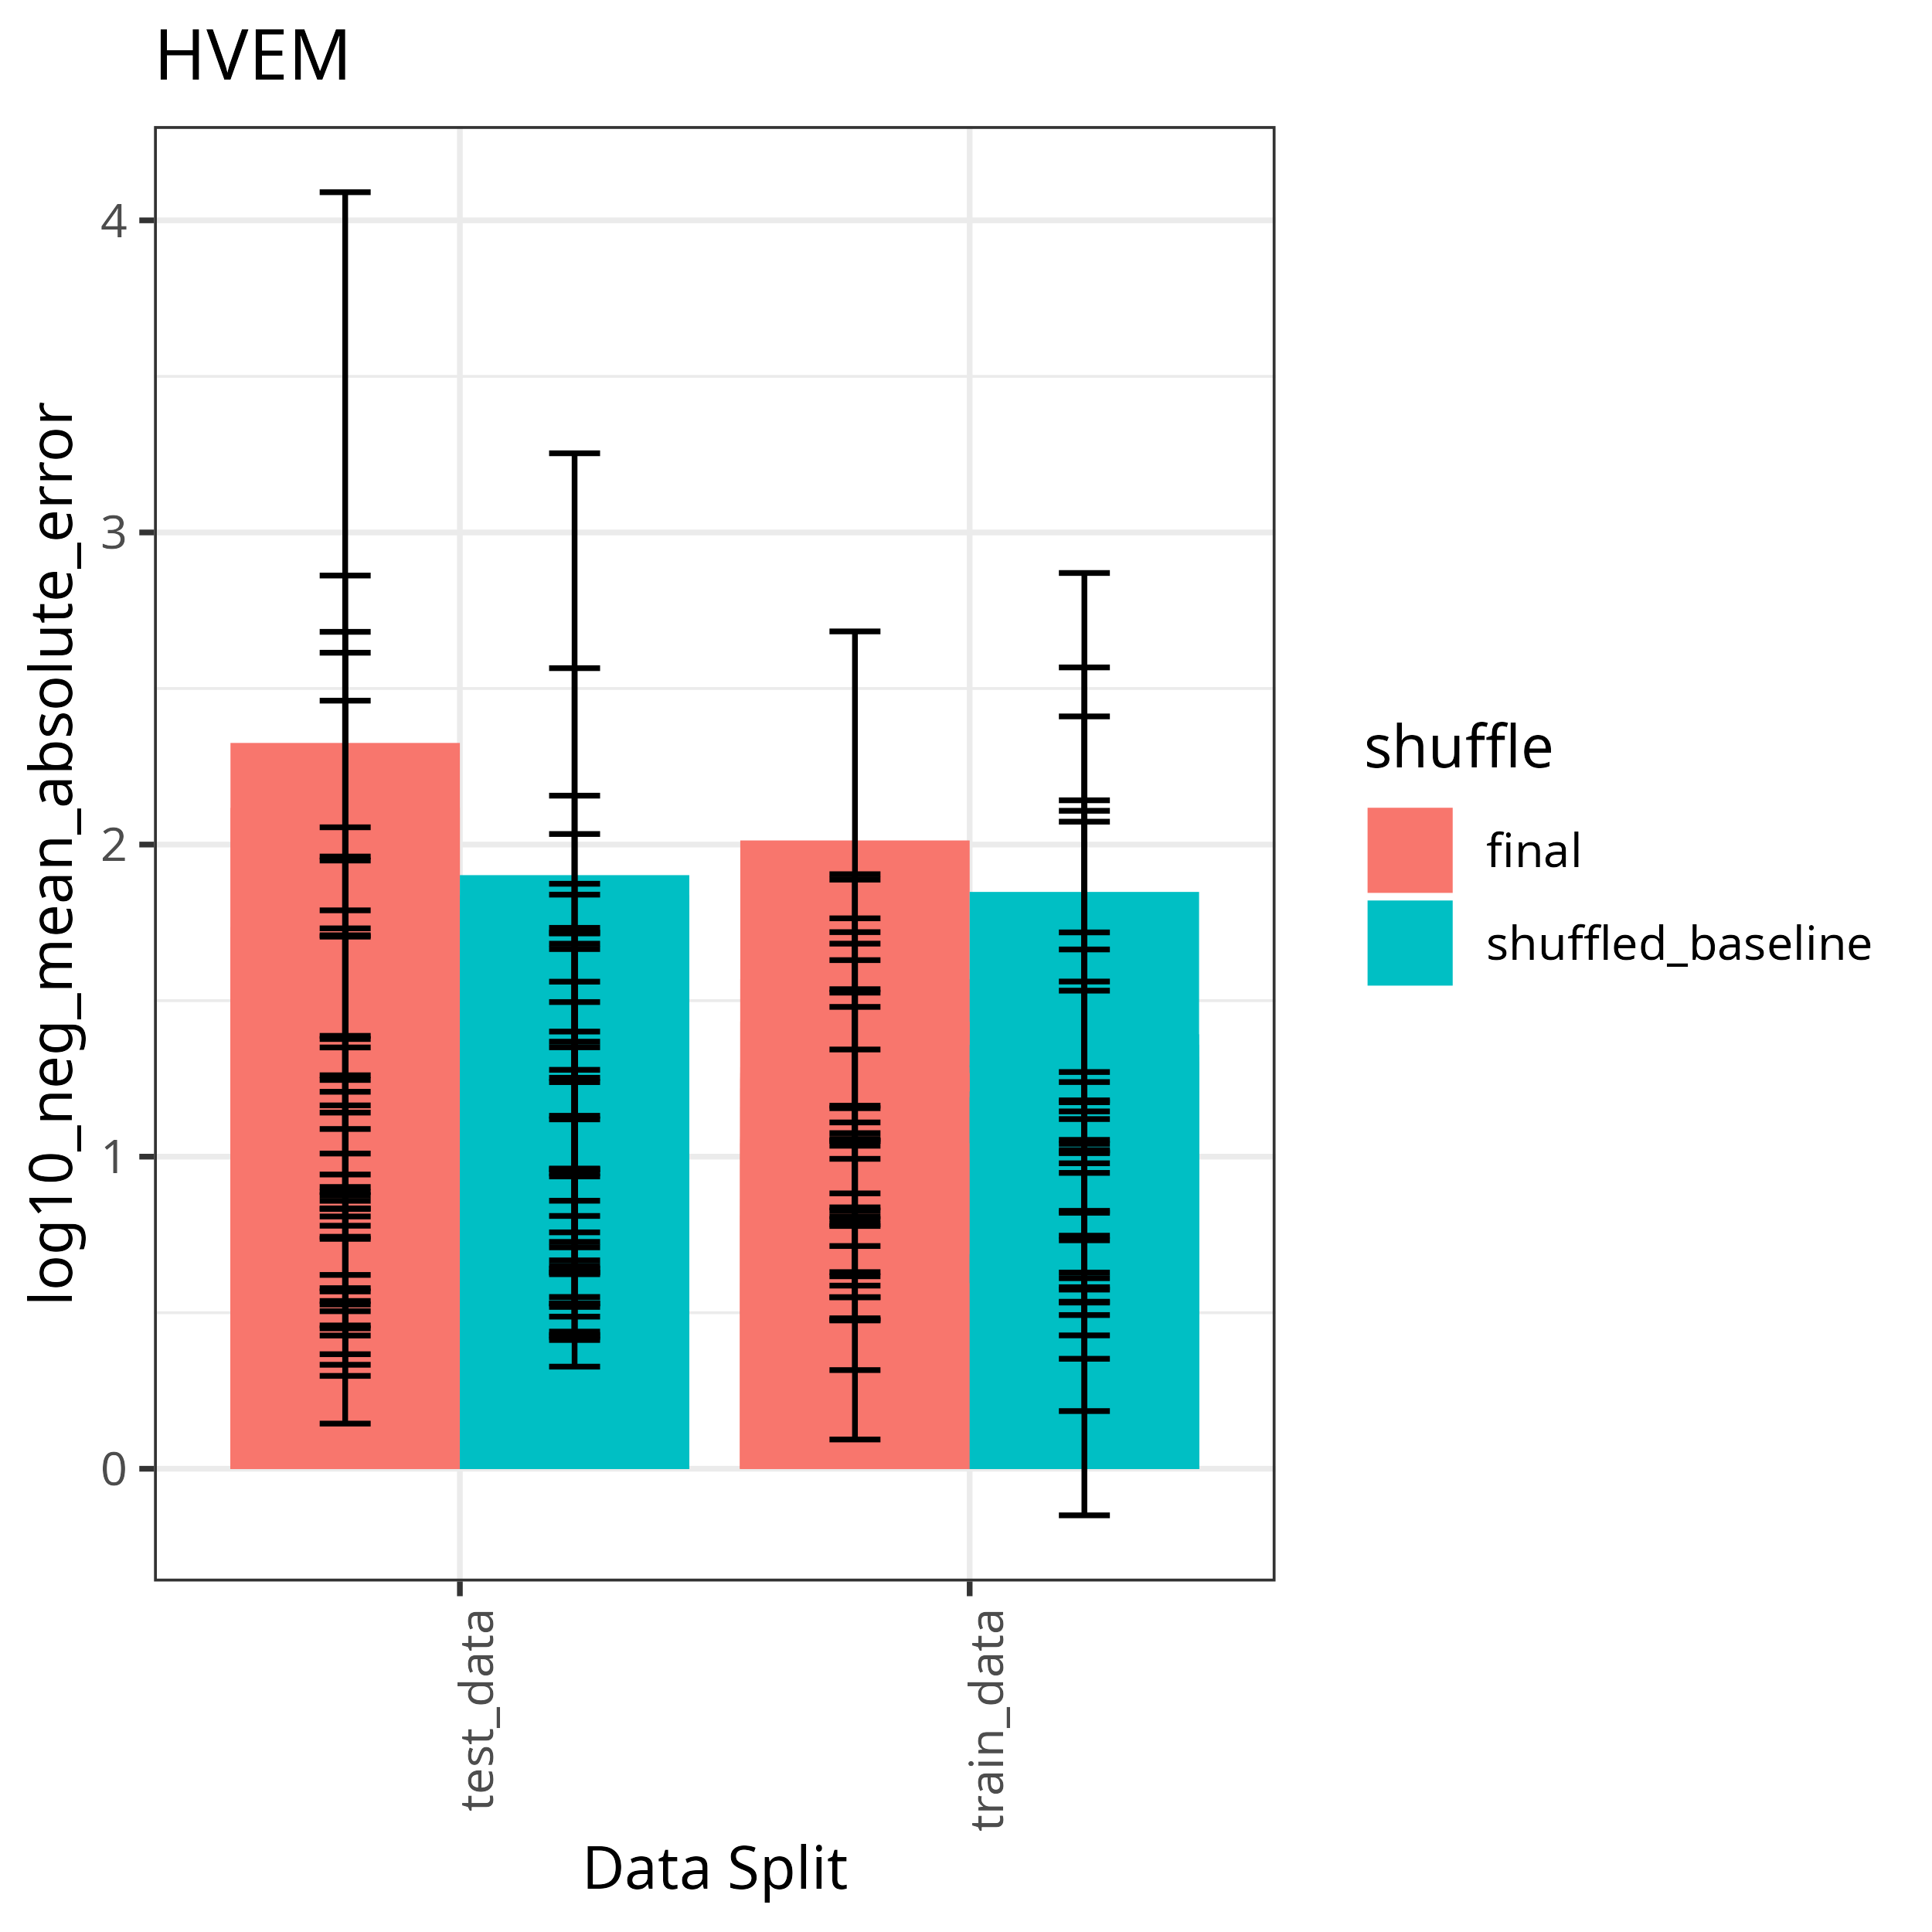 HVEM
log10_neg_mean_absolute_error
4
3
2
1
0
test_data
train_data
Data Split
shuffle
final
shuffled_baseline